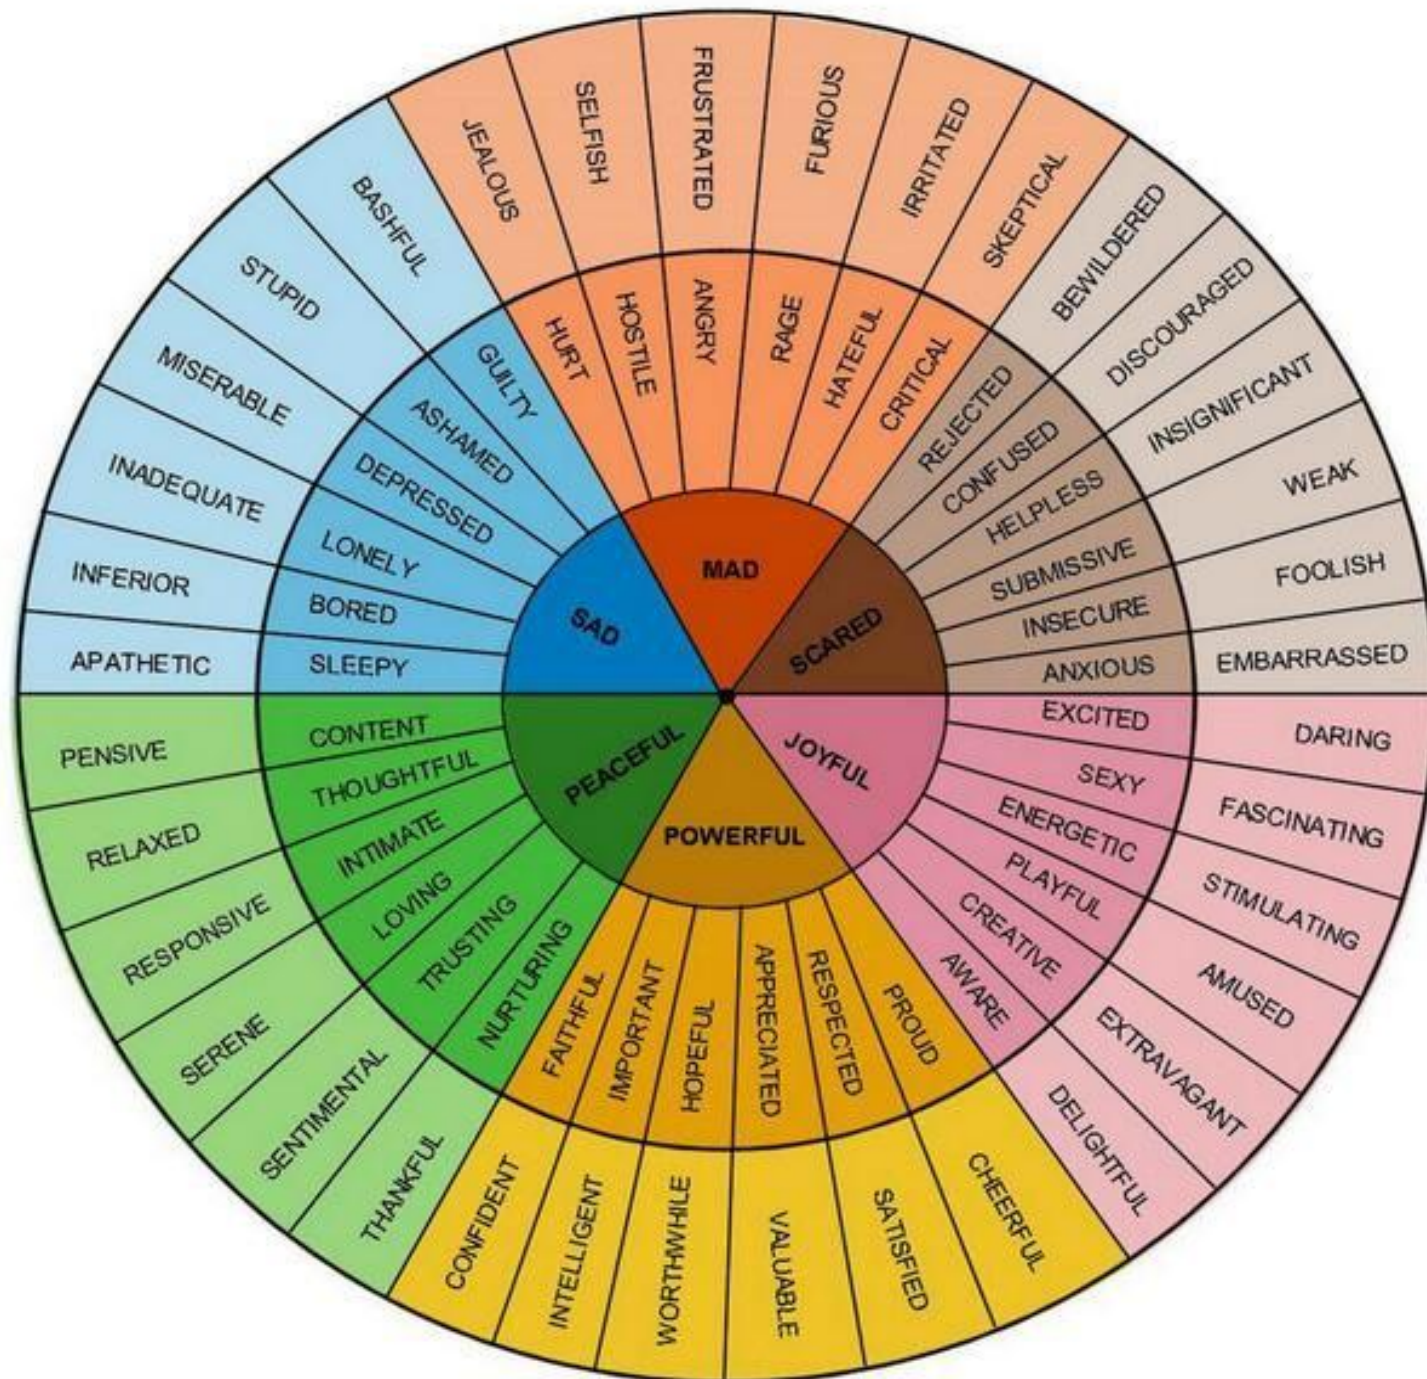 MAD
HURT
HOSTILE
ANGRY
RAGE
HATEFUL
CRITICAL
JEALOUS
SELFISH
FRUSTRATED
FURIOUS
IRRITATED
SKEPTICAL
SCARED
REJECTED
CONFUSED
HELPLESS
SUBMISSIVE
INSECURE
ANXIOUS
BEWILDERED
DISCOURAGED
INSIGNIFICANT
WEAK
FOOLISH
EMBARRASSED
JOYFUL
EXCITED
SEXY
ENERGETIC
PLAYFUL
CREATIVE
AWARE
DARING
FASCINATING
STIMULATING
AMUSED
EXTRAVAGANT
DELIGHTFUL
POWERFUL
PROUD
RESPECTED
APPRECIATED
HOPEFUL
IMPORTANT
FAITHFUL
CHEERFUL
SATISFIED
VALUABLE
WORTHWHILE
INTELLIGENT
CONFIDENT
PEACEFUL
NURTURING
TRUSTING
LOVING
INTIMATE
THOUGHTFUL
CONTENT
THANKFUL
SENTIMENTAL
SERENE
RESPONSIVE
RELAXED
PENSIVE
SAD
SLEEPY
BORED
LONELY
DEPRESSED
ASHAMED
GUILTY
APATHETIC
INFERIOR
INADEQUATE
MISERABLE
STUPID
BASHFUL